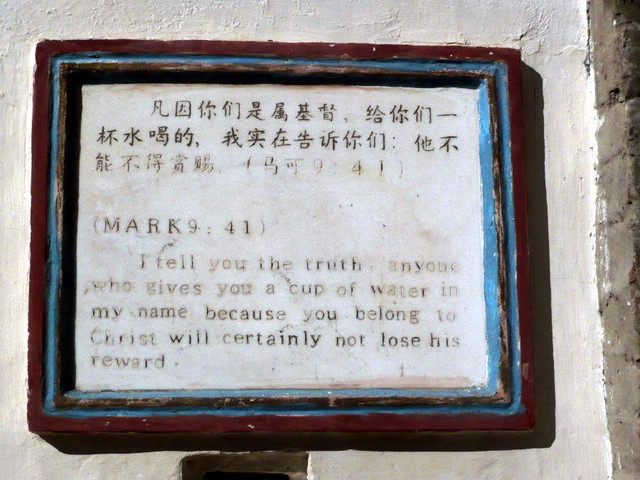 凡因你们是属基督，给你们一
杯水喝的，我实在告诉你们：他不
能不得赏赐.（马可9:41）
(MARK9:41)
I tell you the truth, anyone
who gives you a cup of water in
my name because you belong to
Christ will certainly not lose his
reward.